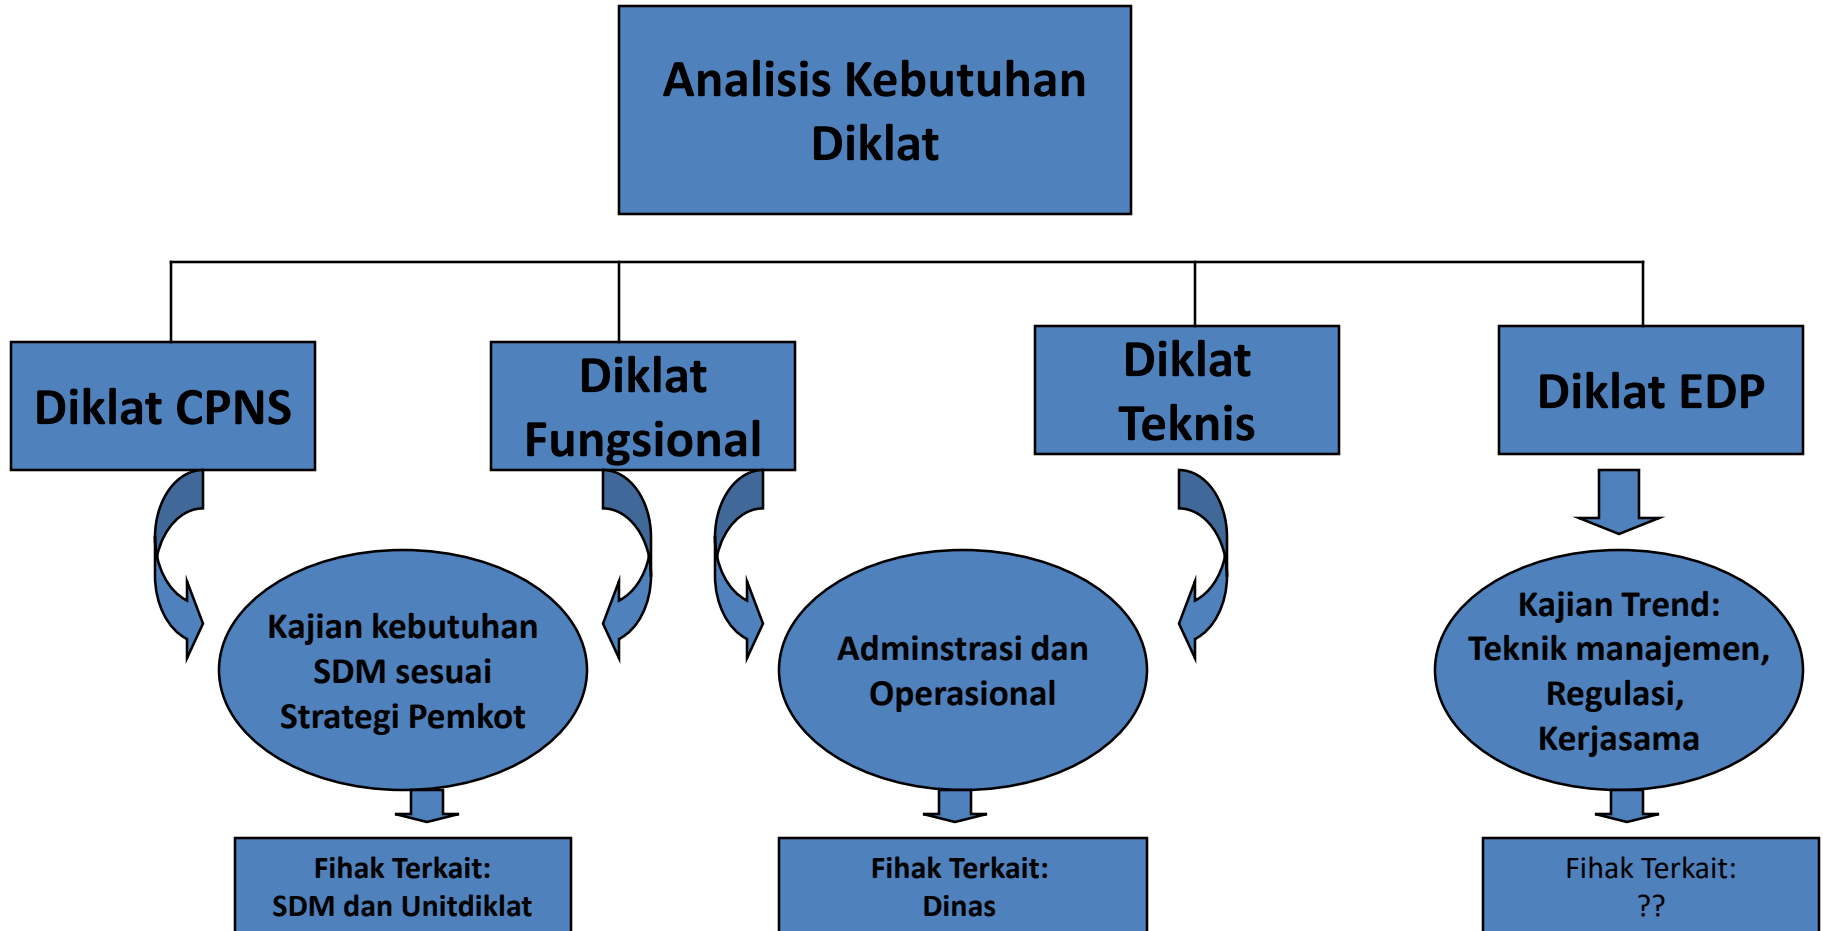 Analisis Kebutuhan
Diklat
Diklat CPNS
Diklat
Fungsional
Diklat
Teknis
Diklat EDP
Kajian kebutuhan
SDM sesuai
Strategi Pemkot
Adminstrasi dan
Operasional
Kajian Trend:
Teknik manajemen,
Regulasi,
Kerjasama
Fihak Terkait:
SDM dan Unitdiklat
Fihak Terkait:
Dinas
Fihak Terkait:
??